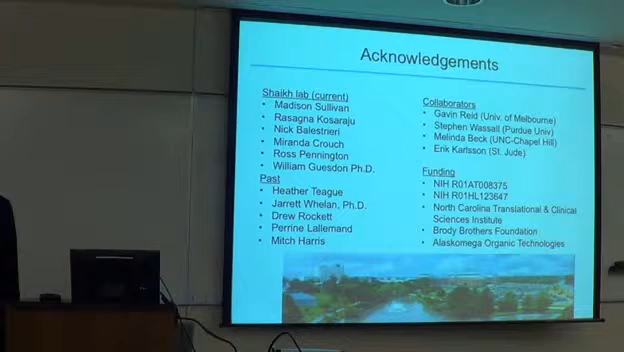 Acknowledgements
Shaikh lab (current)
• Madison Sullivan
• Rasagna Kosaraju
• Nick Balestrieri
• Miranda Crouch
• Ross Pennington
• William Guesdon Ph.D.
Past
• Heather Teague
• Jarrett Whelan, Ph.D.
• Drew Rockett
• Perrine Lallemand
• Mitch Harris
Collaborators
• Gavin Reid (Univ. of Melbourne)
• Stephen Wassall (Purdue Univ)
• Melinda Beck (UNC-Chapel Hill)
• Erik Karlsson (St. Jude)
Funding
• NIH R01AT008375
• NIH R01HL123647
• North Carolina Translational & Clinical
Sciences Institute
• Brody Brothers Foundation
• Alaskomega Organic Technologies